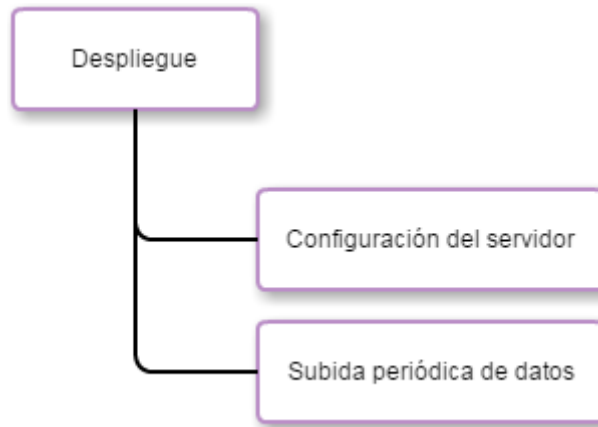 Despliegue
Configuración del servidor
Subida periódica de datos